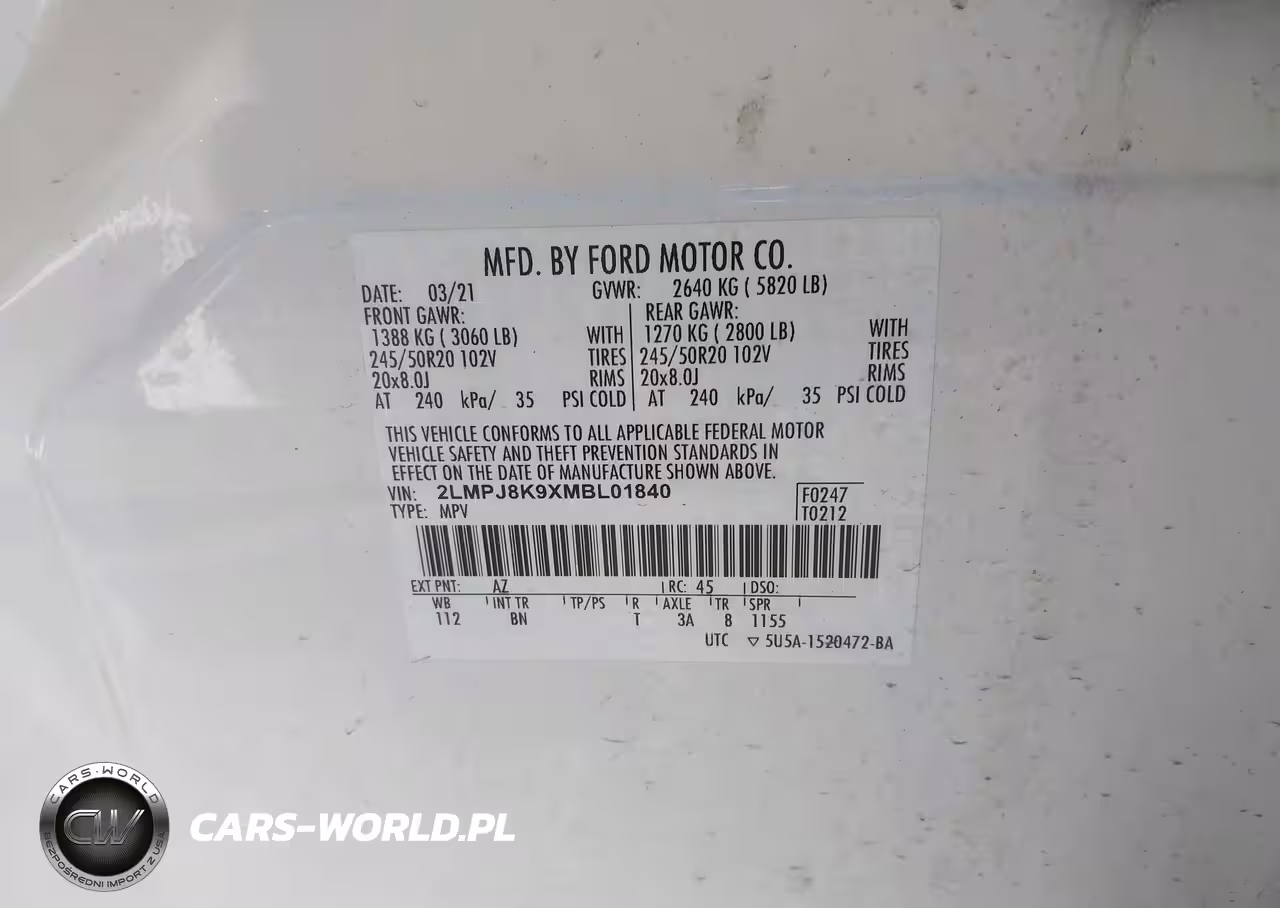 MFD. BY FORD MOTOR CO.
DATE: 03/21 GVWR: 2640 KG ( 5820 LB)
FRONT GAWR: REAR GAWR:
1388 KG ( 3060 LB) WITH 1270 KG ( 2800 LB) WITH
245/50R20 102V TIRES 245/50R20 102V TIRES
20x8.0J RIMS 20x8.0J RIMS
AT 240 kPa/ 35 PSI COLD AT 240 kPa/ 35 PSI COLD
THIS VEHICLE CONFORMS TO ALL APPLICABLE FEDERAL MOTOR
VEHICLE SAFETY AND THEFT PREVENTION STANDARDS IN
EFFECT ON THE DATE OF MANUFACTURE SHOWN ABOVE.
VIN: 2LMPJ8K9XMBL01840 F0247
TYPE: MPV T0212
EXT PNT: AZ RC: 45 DSO:
WB INT TR TP/PS R AXLE TR SPR
112 BN T 3A 8 1155
UTC ▽ 5U5A-1520472-BA
CARS-WORLD
CW
BEZPOŚREDNI IMPORT Z USA
CARS-WORLD.PL